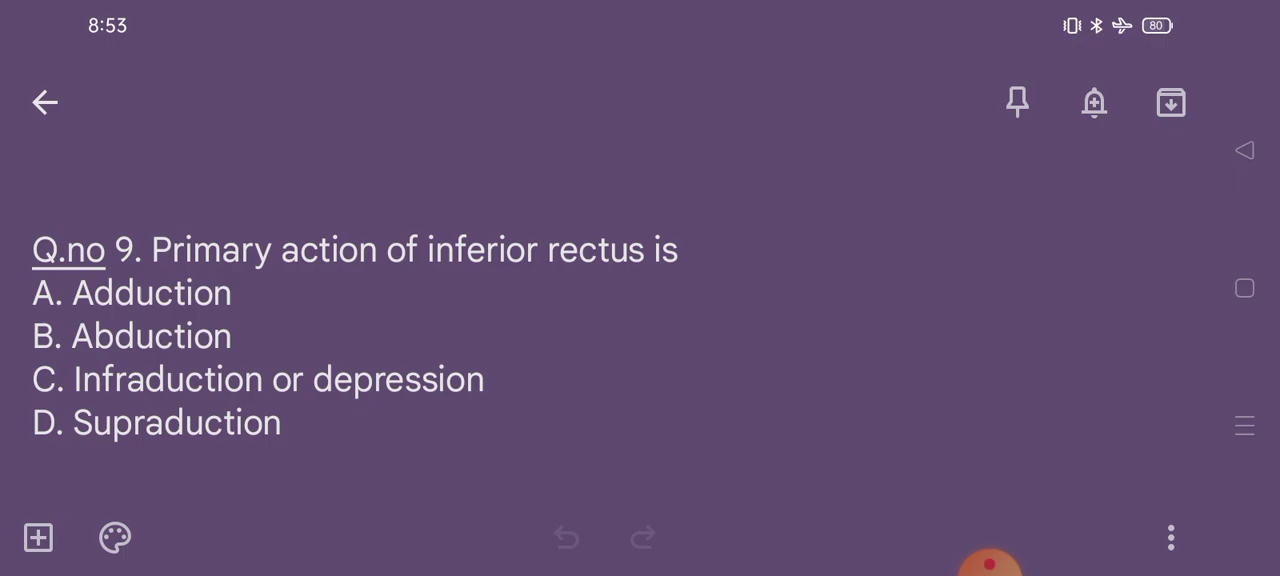 8:53
80
Q.no 9. Primary action of inferior rectus is
A. Adduction
B. Abduction
C. Infraduction or depression
D. Supraduction